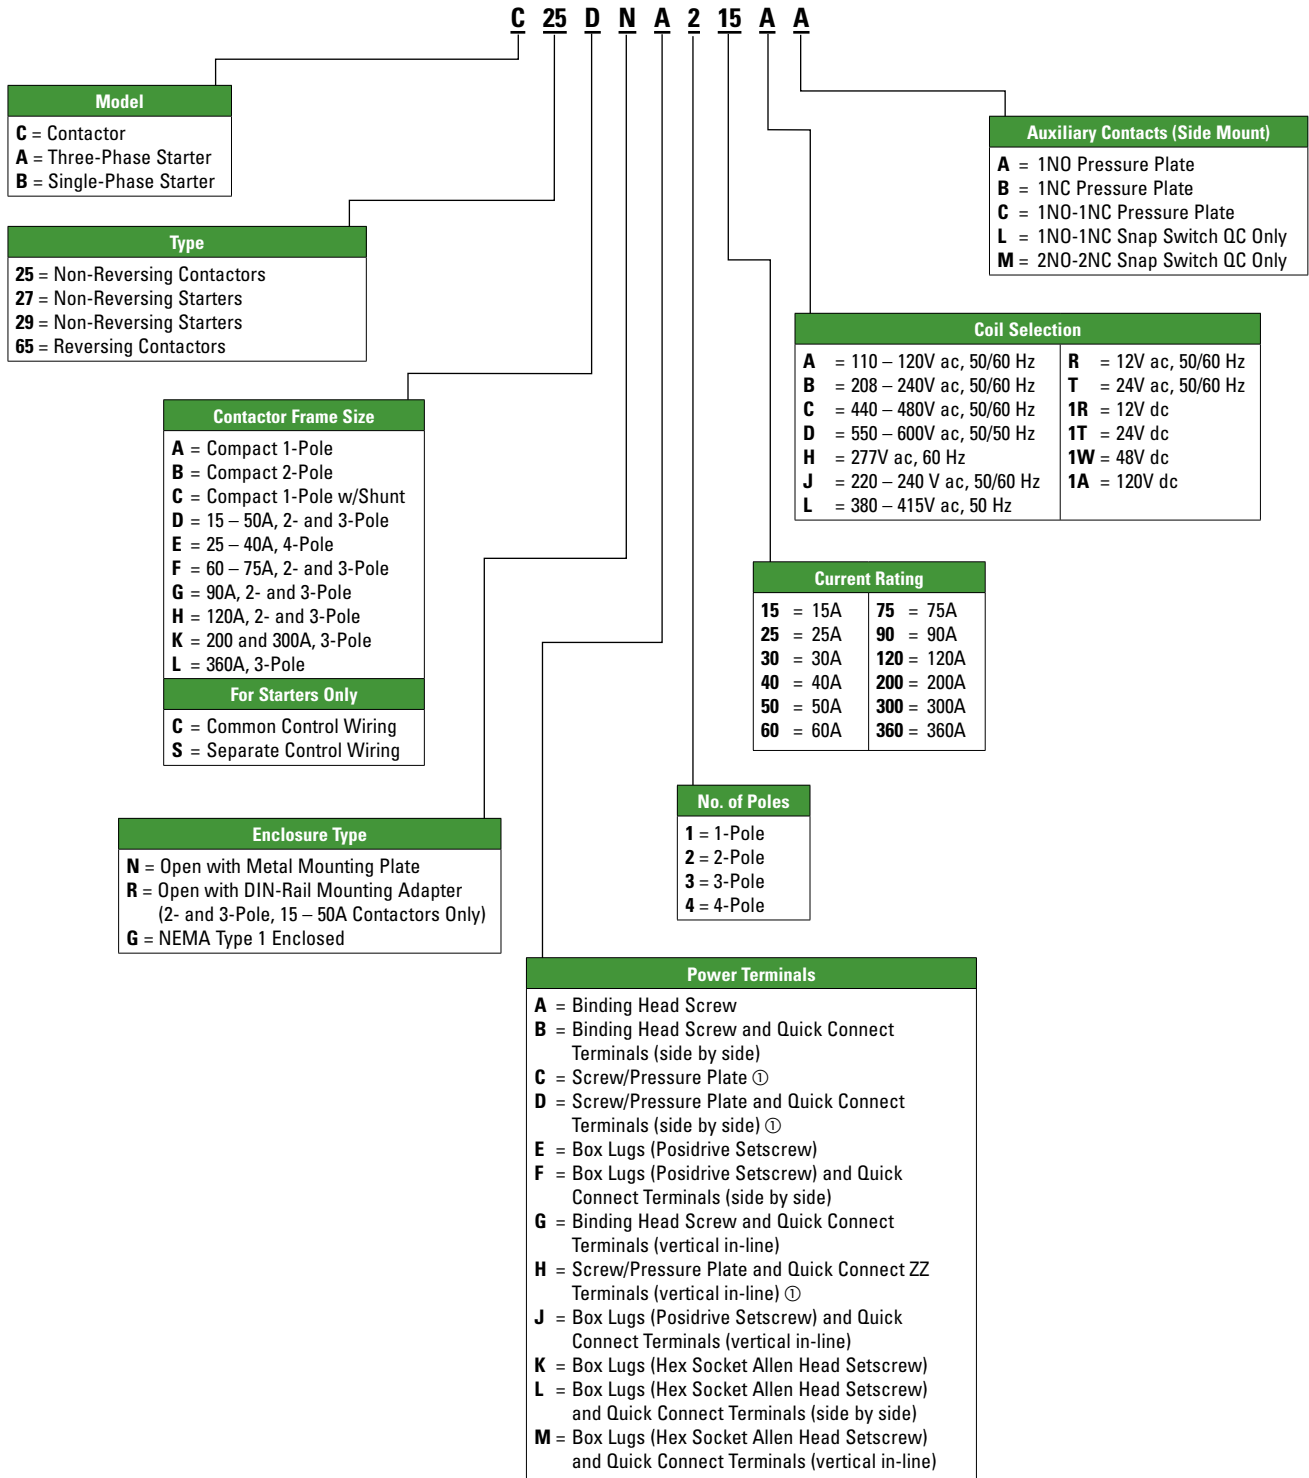 C 25 D N A 2 15 A A
Model
C = Contactor
A = Three-Phase Starter
B = Single-Phase Starter
Type
25 = Non-Reversing Contactors
27 = Non-Reversing Starters
29 = Non-Reversing Starters
65 = Reversing Contactors
Contactor Frame Size
A = Compact 1-Pole
B = Compact 2-Pole
C = Compact 1-Pole w/Shunt
D = 15 – 50A, 2- and 3-Pole
E = 25 – 40A, 4-Pole
F = 60 – 75A, 2- and 3-Pole
G = 90A, 2- and 3-Pole
H = 120A, 2- and 3-Pole
K = 200 and 300A, 3-Pole
L = 360A, 3-Pole
For Starters Only
C = Common Control Wiring
S = Separate Control Wiring
Enclosure Type
N = Open with Metal Mounting Plate
R = Open with DIN-Rail Mounting Adapter
(2- and 3-Pole, 15 – 50A Contactors Only)
G = NEMA Type 1 Enclosed
Power Terminals
A = Binding Head Screw
B = Binding Head Screw and Quick Connect
Terminals (side by side)
C = Screw/Pressure Plate ①
D = Screw/Pressure Plate and Quick Connect
Terminals (side by side) ①
E = Box Lugs (Posidrive Setscrew)
F = Box Lugs (Posidrive Setscrew) and Quick
Connect Terminals (side by side)
G = Binding Head Screw and Quick Connect
Terminals (vertical in-line)
H = Screw/Pressure Plate and Quick Connect ZZ
Terminals (vertical in-line) ①
J = Box Lugs (Posidrive Setscrew) and Quick
Connect Terminals (vertical in-line)
K = Box Lugs (Hex Socket Allen Head Setscrew)
L = Box Lugs (Hex Socket Allen Head Setscrew)
and Quick Connect Terminals (side by side)
M = Box Lugs (Hex Socket Allen Head Setscrew)
and Quick Connect Terminals (vertical in-line)
No. of Poles
1 = 1-Pole
2 = 2-Pole
3 = 3-Pole
4 = 4-Pole
Current Rating
15 = 15A
25 = 25A
30 = 30A
40 = 40A
50 = 50A
60 = 60A
75 = 75A
90 = 90A
120 = 120A
200 = 200A
300 = 300A
360 = 360A
Coil Selection
A = 110 – 120V ac, 50/60 Hz
B = 208 – 240V ac, 50/60 Hz
C = 440 – 480V ac, 50/60 Hz
D = 550 – 600V ac, 50/50 Hz
H = 277V ac, 60 Hz
J = 220 – 240 V ac, 50/60 Hz
L = 380 – 415V ac, 50 Hz
R = 12V ac, 50/60 Hz
T = 24V ac, 50/60 Hz
1R = 12V dc
1T = 24V dc
1W = 48V dc
1A = 120V dc
Auxiliary Contacts (Side Mount)
A = 1NO Pressure Plate
B = 1NC Pressure Plate
C = 1NO-1NC Pressure Plate
L = 1NO-1NC Snap Switch QC Only
M = 2NO-2NC Snap Switch QC Only